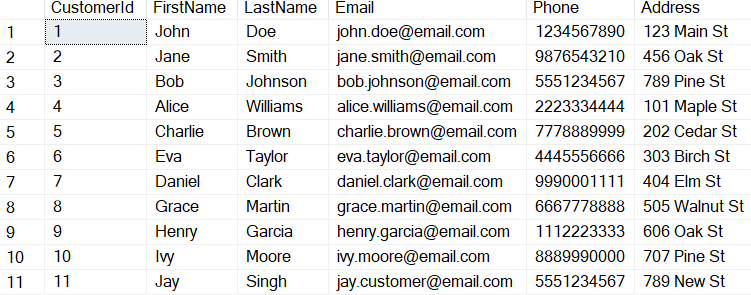 CustomerId FirstName LastName Email Phone Address
1 1 John Doe john.doe@email.com 1234567890 123 Main St
2 2 Jane Smith jane.smith@email.com 9876543210 456 Oak St
3 3 Bob Johnson bob.johnson@email.com 5551234567 789 Pine St
4 4 Alice Williams alice.williams@email.com 2223334444 101 Maple St
5 5 Charlie Brown charlie.brown@email.com 7778889999 202 Cedar St
6 6 Eva Taylor eva.taylor@email.com 4445556666 303 Birch St
7 7 Daniel Clark daniel.clark@email.com 9990001111 404 Elm St
8 8 Grace Martin grace.martin@email.com 6667778888 505 Walnut St
9 9 Henry Garcia henry.garcia@email.com 1112223333 606 Oak St
10 10 Ivy Moore ivy.moore@email.com 8889990000 707 Pine St
11 11 Jay Singh jay.customer@email.com 5551234567 789 New St